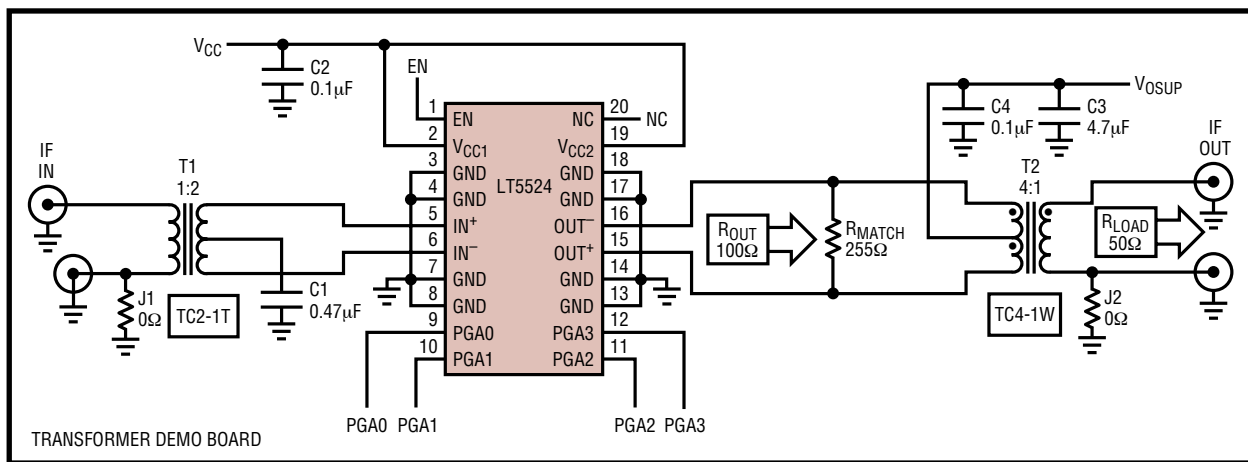 VCC
C2
0.1µF
EN
1
EN
2
VCC1
3
GND
4
GND
5
IN+
6
IN−
7
GND
8
GND
9
PGA0
10
PGA1
LT5524
20
NC
NC
19
VCC2
18
GND
17
GND
16
OUT−
15
OUT+
14
GND
13
GND
12
PGA3
11
PGA2
IF
IN
T1
1:2
J1
0Ω
TC2-1T
C1
0.47µF
PGA0
PGA1
PGA2
PGA3
ROUT
100Ω
RMATCH
255Ω
C4
0.1µF
C3
4.7µF
VOSUP
T2
4:1
IF
OUT
RLOAD
50Ω
TC4-1W
J2
0Ω
TRANSFORMER DEMO BOARD